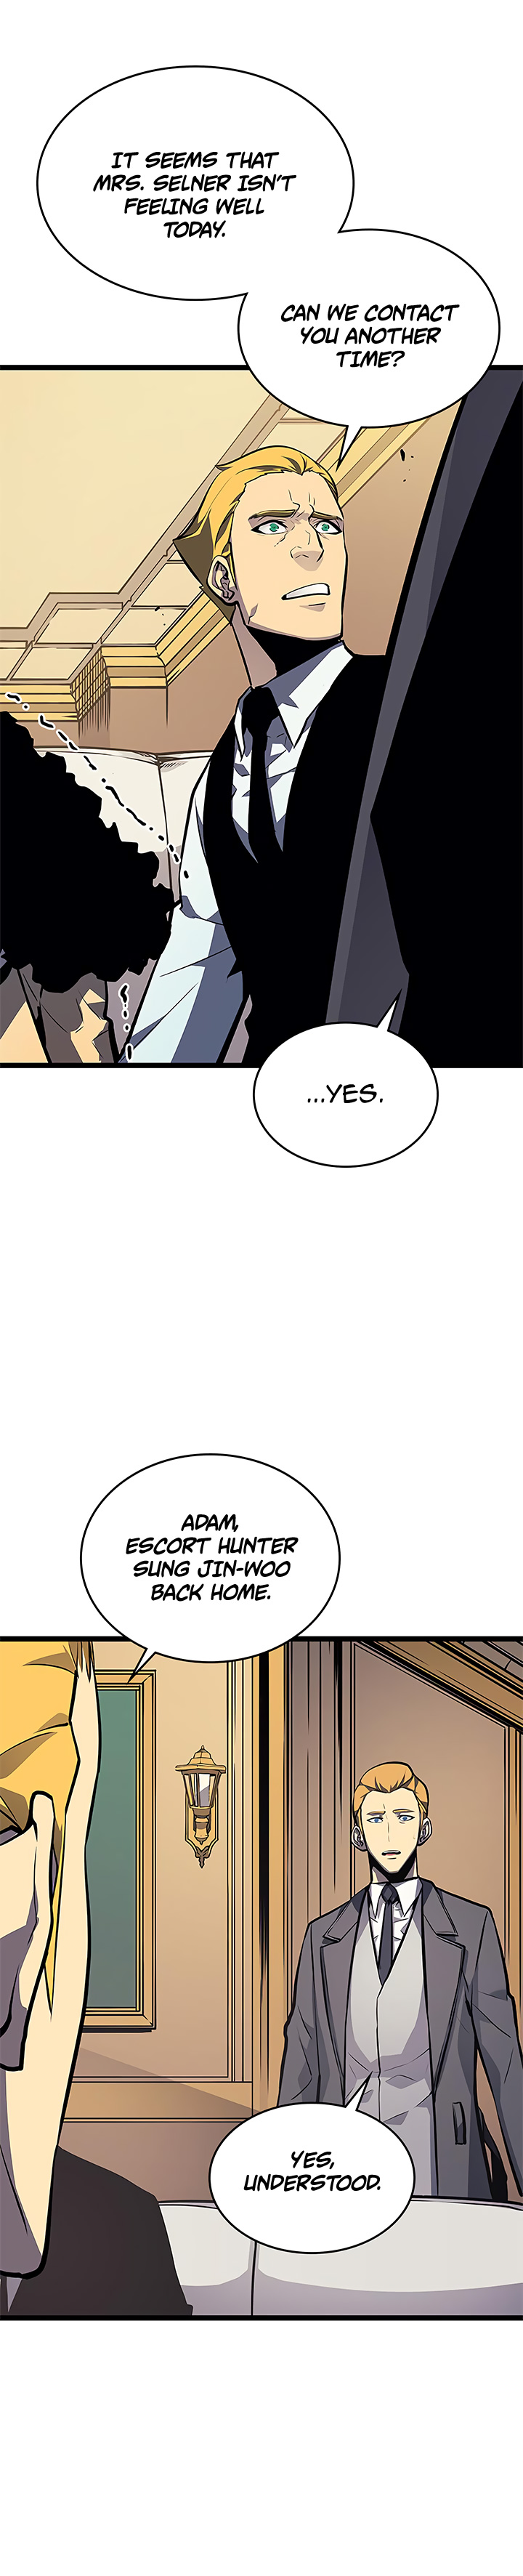 IT SEEMS THAT
MRS. SELNER ISN'T
FEELING WELL
TODAY.
CAN WE CONTACT
YOU ANOTHER
TIME?
...YES.
ADAM,
ESCORT HUNTER
SUNG JIN-WOO
BACK HOME.
YES,
UNDERSTOOD.